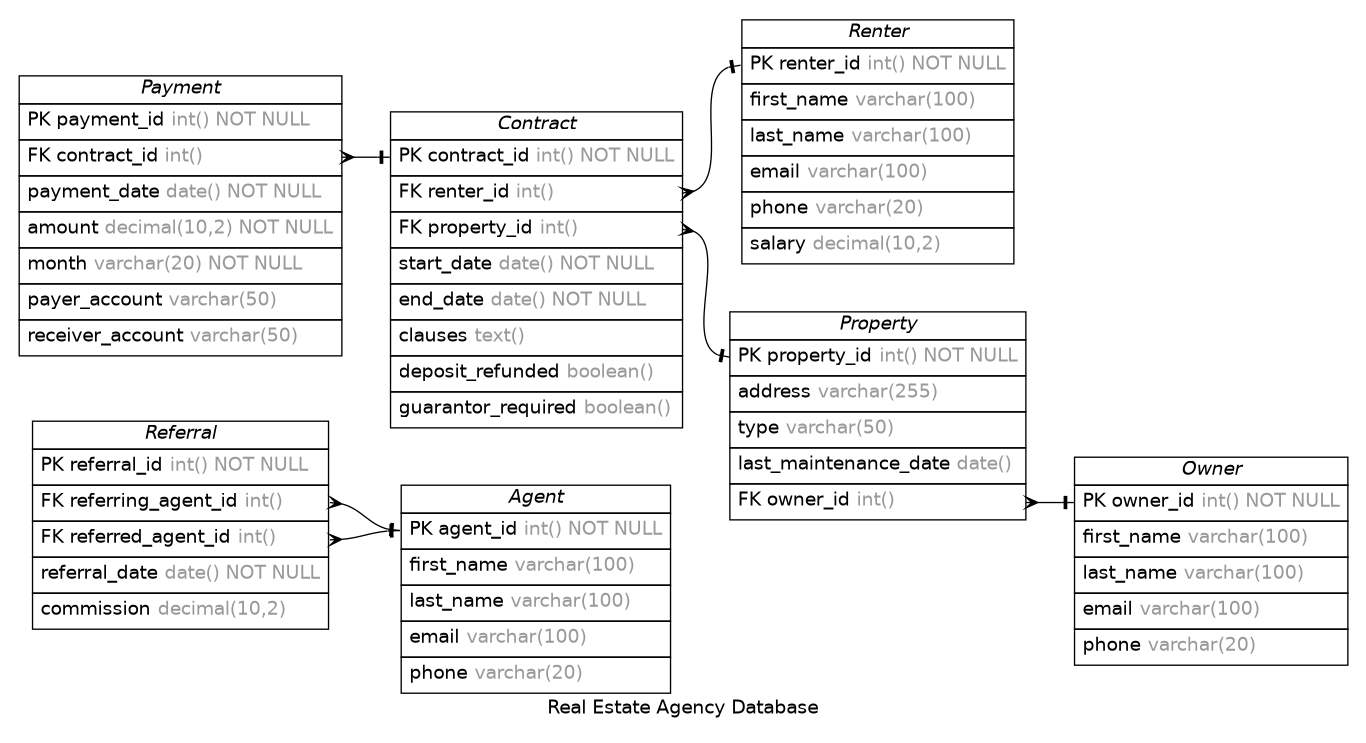 Payment
PK payment_id int() NOT NULL
FK contract_id int()
payment_date date() NOT NULL
amount decimal(10,2) NOT NULL
month varchar(20) NOT NULL
payer_account varchar(50)
receiver_account varchar(50)
Contract
PK contract_id int() NOT NULL
FK renter_id int()
FK property_id int()
start_date date() NOT NULL
end_date date() NOT NULL
clauses text()
deposit_refunded boolean()
guarantor_required boolean()
Renter
PK renter_id int() NOT NULL
first_name varchar(100)
last_name varchar(100)
email varchar(100)
phone varchar(20)
salary decimal(10,2)
Property
PK property_id int() NOT NULL
address varchar(255)
type varchar(50)
last_maintenance_date date()
FK owner_id int()
Owner
PK owner_id int() NOT NULL
first_name varchar(100)
last_name varchar(100)
email varchar(100)
phone varchar(20)
Referral
PK referral_id int() NOT NULL
FK referring_agent_id int()
FK referred_agent_id int()
referral_date date() NOT NULL
commission decimal(10,2)
Agent
PK agent_id int() NOT NULL
first_name varchar(100)
last_name varchar(100)
email varchar(100)
phone varchar(20)
Real Estate Agency Database